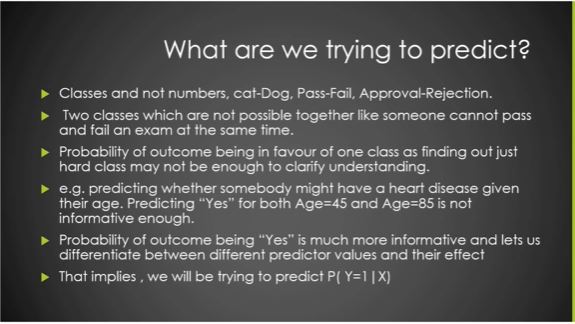 What are we trying to predict?
Classes and not numbers, cat-Dog, Pass-Fail, Approval-Rejection.
Two classes which are not possible together like someone cannot pass
and fail an exam at the same time.
Probability of outcome being in favour of one class as finding out just
hard class may not be enough to clarify understanding.
e.g. predicting whether somebody might have a heart disease given
their age. Predicting “Yes” for both Age=45 and Age=85 is not
informative enough.
Probability of outcome being “Yes” is much more informative and lets us
differentiate between different predictor values and their effect
That implies , we will be trying to predict P( Y=1|X)